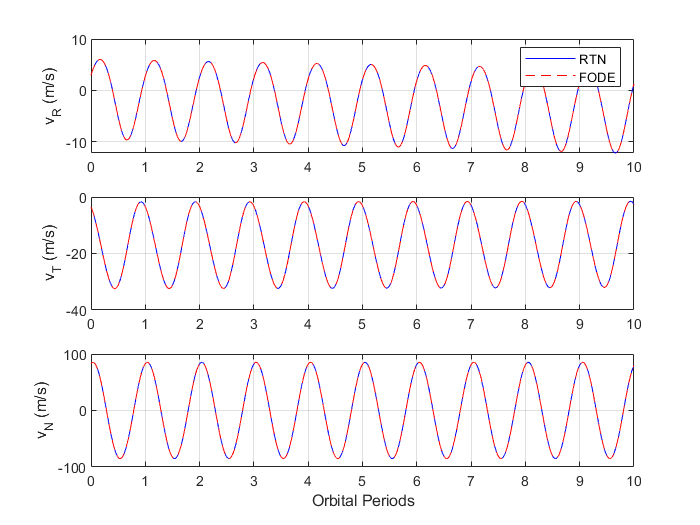 10
0
-10
v_R (m/s)
RTN
FODE
0 1 2 3 4 5 6 7 8 9 10
0
-20
-40
v_T (m/s)
0 1 2 3 4 5 6 7 8 9 10
100
0
-100
v_N (m/s)
0 1 2 3 4 5 6 7 8 9 10
Orbital Periods